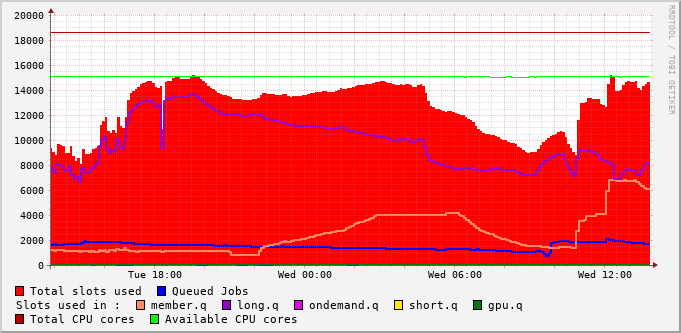 20000
18000
16000
14000
12000
10000
8000
6000
4000
2000
0
Tue 18:00 Wed 00:00 Wed 06:00 Wed 12:00
Total slots used Queued Jobs
Slots used in : member.q long.q ondemand.q short.q gpu.q
Total CPU cores Available CPU cores
RRDTOOL / TOBI OETIKER